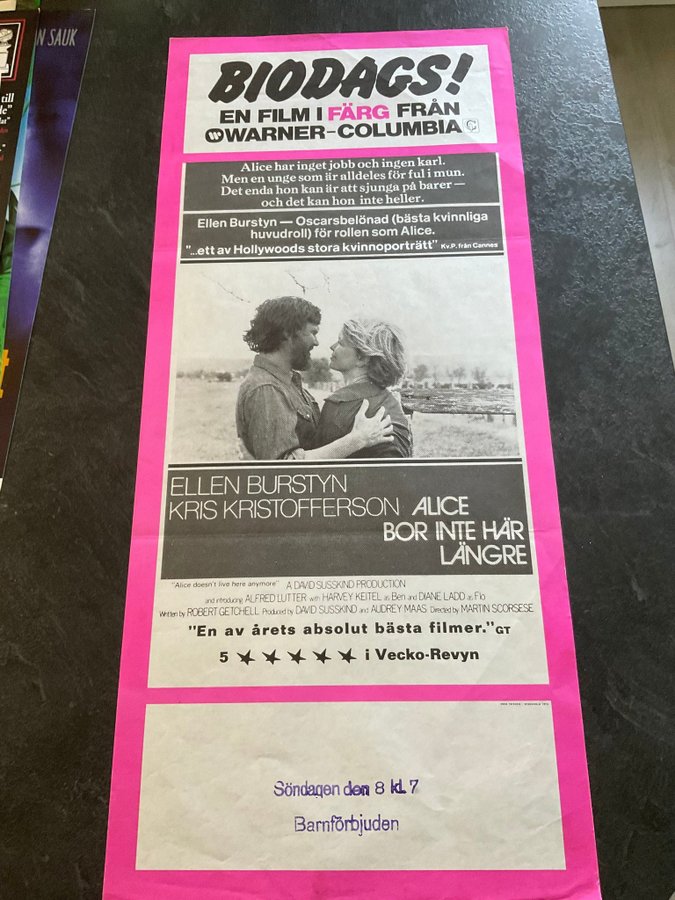 N SAUK
till
BIODAGS!
EN FILM I FÄRG FRÅN
WARNER-COLUMBIA
Alice har inget jobb och ingen karl.
Men en unge som är alldeles för ful i mun.
Det enda hon kan är att sjunga på barer —
och det kan hon inte heller.
Ellen Burstyn — Oscarsbelönad (bästa kvinnliga
huvudroll) för rollen som Alice.
"...ett av Hollywoods stora kvinnoporträtt" Kv.P. från Cannes
ELLEN BURSTYN
KRIS KRISTOFFERSON ALICE
BOR INTE HÄR
LÄNGRE
"Alice doesn't live here anymore" A DAVID SUSSKIND PRODUCTION
and introducing ALFRED LUTTER with HARVEY KEITEL as Ben and DIANE LADD as Flo
Written by ROBERT GETCHELL Produced by DAVID SUSSKIND and AUDREY MAAS Directed by MARTIN SCORSESE
"En av årets absolut bästa filmer." GT
5 ★ ★ ★ ★ ★ i Vecko-Revyn
Söndagen den 8 kl. 7
Barnförbjuden